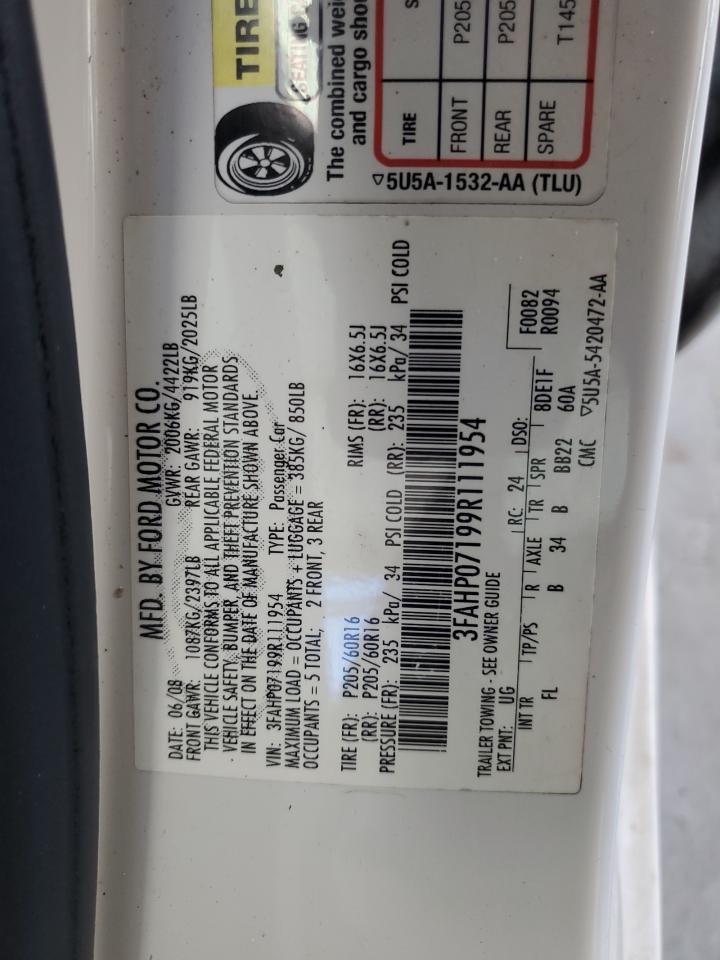 MFD. BY FORD MOTOR CO.
DATE: 06/08 GVWR: 2006KG/4422LB
FRONT GAWR: 1087KG/2397LB REAR GAWR: 919KG/2025LB
THIS VEHICLE CONFORMS TO ALL APPLICABLE FEDERAL MOTOR
VEHICLE SAFETY, BUMPER, AND THEFT PREVENTION STANDARDS
IN EFFECT ON THE DATE OF MANUFACTURE SHOWN ABOVE.
VIN: 3FAHP07199R111954 TYPE: Passenger Car
MAXIMUM LOAD = OCCUPANTS + LUGGAGE = 385KG/ 850LB
OCCUPANTS = 5 TOTAL; 2 FRONT, 3 REAR
TIRE (FR): P205/60R16 RIMS (FR): 16X6.5J
(RR): P205/60R16 (RR): 16X6.5J
PRESSURE (FR): 235 kPa/ 34 PSI COLD (RR): 235 kPa/ 34 PSI COLD
3FAHP07199R111954
TRAILER TOWING - SEE OWNER GUIDE
EXT PNT: UG RC: 24 DSO: F0082
R0094
INT TR TP/PS R AXLE TR SPR 8DE1F
FL B 34 B BB22 60A
CMC ▽5U5A-5420472-AA
TIRE
SEATING
The combined
and cargo
TIRE
FRONT P205
REAR P205
SPARE T145
▽5U5A-1532-AA (TLU)